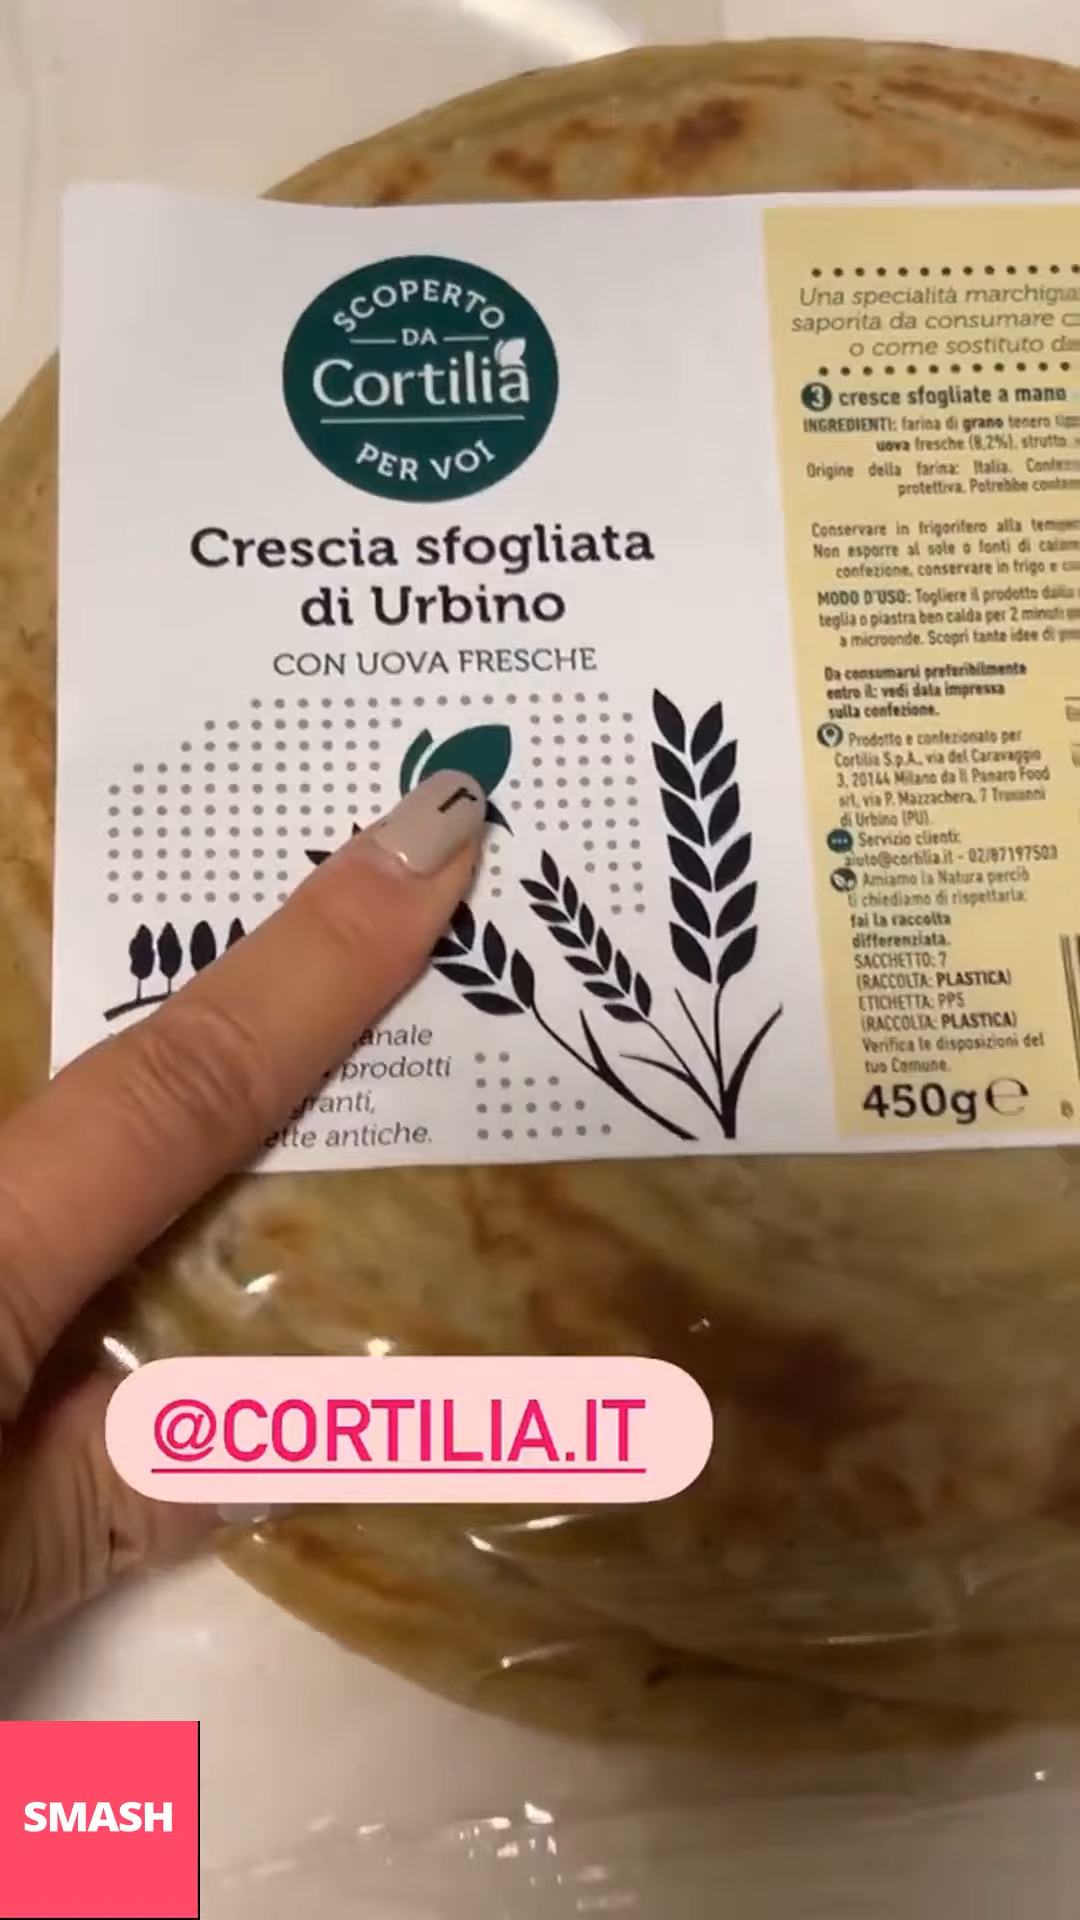 SCOPERTO
DA
Cortilia
PER VOI
Crescia sfogliata
di Urbino
CON UOVA FRESCHE
prodotti
antiche.
Una specialità
saporita da consumare
o come sostituto
3 cresce sfogliate a mano
INGREDIENTI: farina di grano tenero
uova fresche (8,2%), strutto
Origine della farina: Italia.
protettiva. Potrebbe
Conservare in frigorifero alla
Non esporre al sole o fonti di
confezione, conservare in frigo e
MODO D'USO: Togliere il prodotto
teglia o piastra ben calda per 2 minuti
a microonde. Scopri tante idee di
Da consumarsi preferibilmente
entro il: vedi data impressa
sulla confezione.
Prodotto e confezionato per
Cortilia S.p.A., via del Caravaggio
3, 20144 Milano da Il Panaro Food
srl, via P. Mazzachera, 7
di Urbino (PU).
Servizio clienti:
aiuto@cortilia.it - 02/87197503
Amiamo la Natura perciò
ti chiediamo di rispettarla:
fai la raccolta
differenziata.
SACCHETTO: 7
(RACCOLTA: PLASTICA)
ETICHETTA: PP5
(RACCOLTA: PLASTICA)
Verifica le disposizioni del
tuo Comune.
450g e
@CORTILIA.IT
SMASH